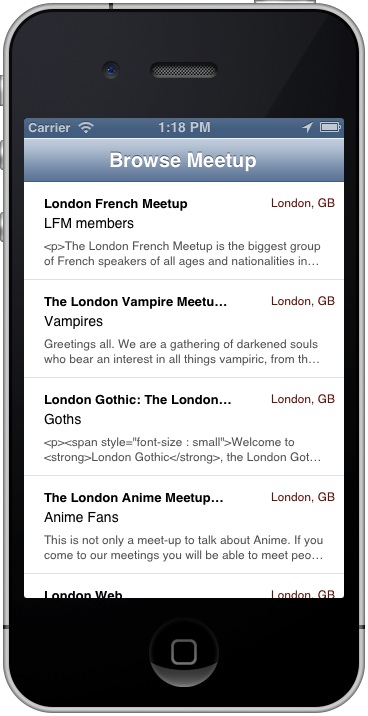 Carrier 1:18 PM
Browse Meetup
London French Meetup London, GB
LFM members
<p>The London French Meetup is the biggest group
of French speakers of all ages and nationalities in…
The London Vampire Meetu… London, GB
Vampires
Greetings all. We are a gathering of darkened souls
who bear an interest in all things vampiric, from th…
London Gothic: The London… London, GB
Goths
<p><span style="font-size : small">Welcome to
<strong>London Gothic</strong>, the London Got…
The London Anime Meetup… London, GB
Anime Fans
This is not only a meet-up to talk about Anime. If you
come to our meetings you will be able to meet peo…
London Web London, GB